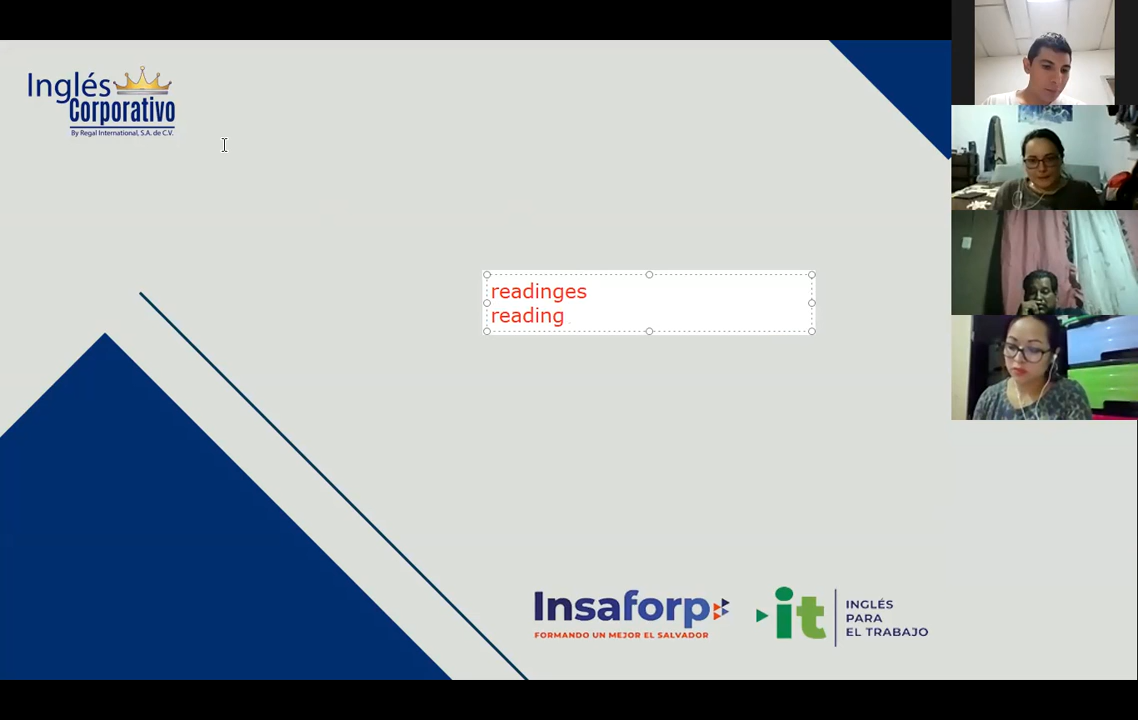 Inglés
Corporativo
By Regal International, S.A. de C.V.
readinges
reading
Insaforp
FORMANDO UN MEJOR EL SALVADOR
it
INGLÉS
PARA
EL TRABAJO